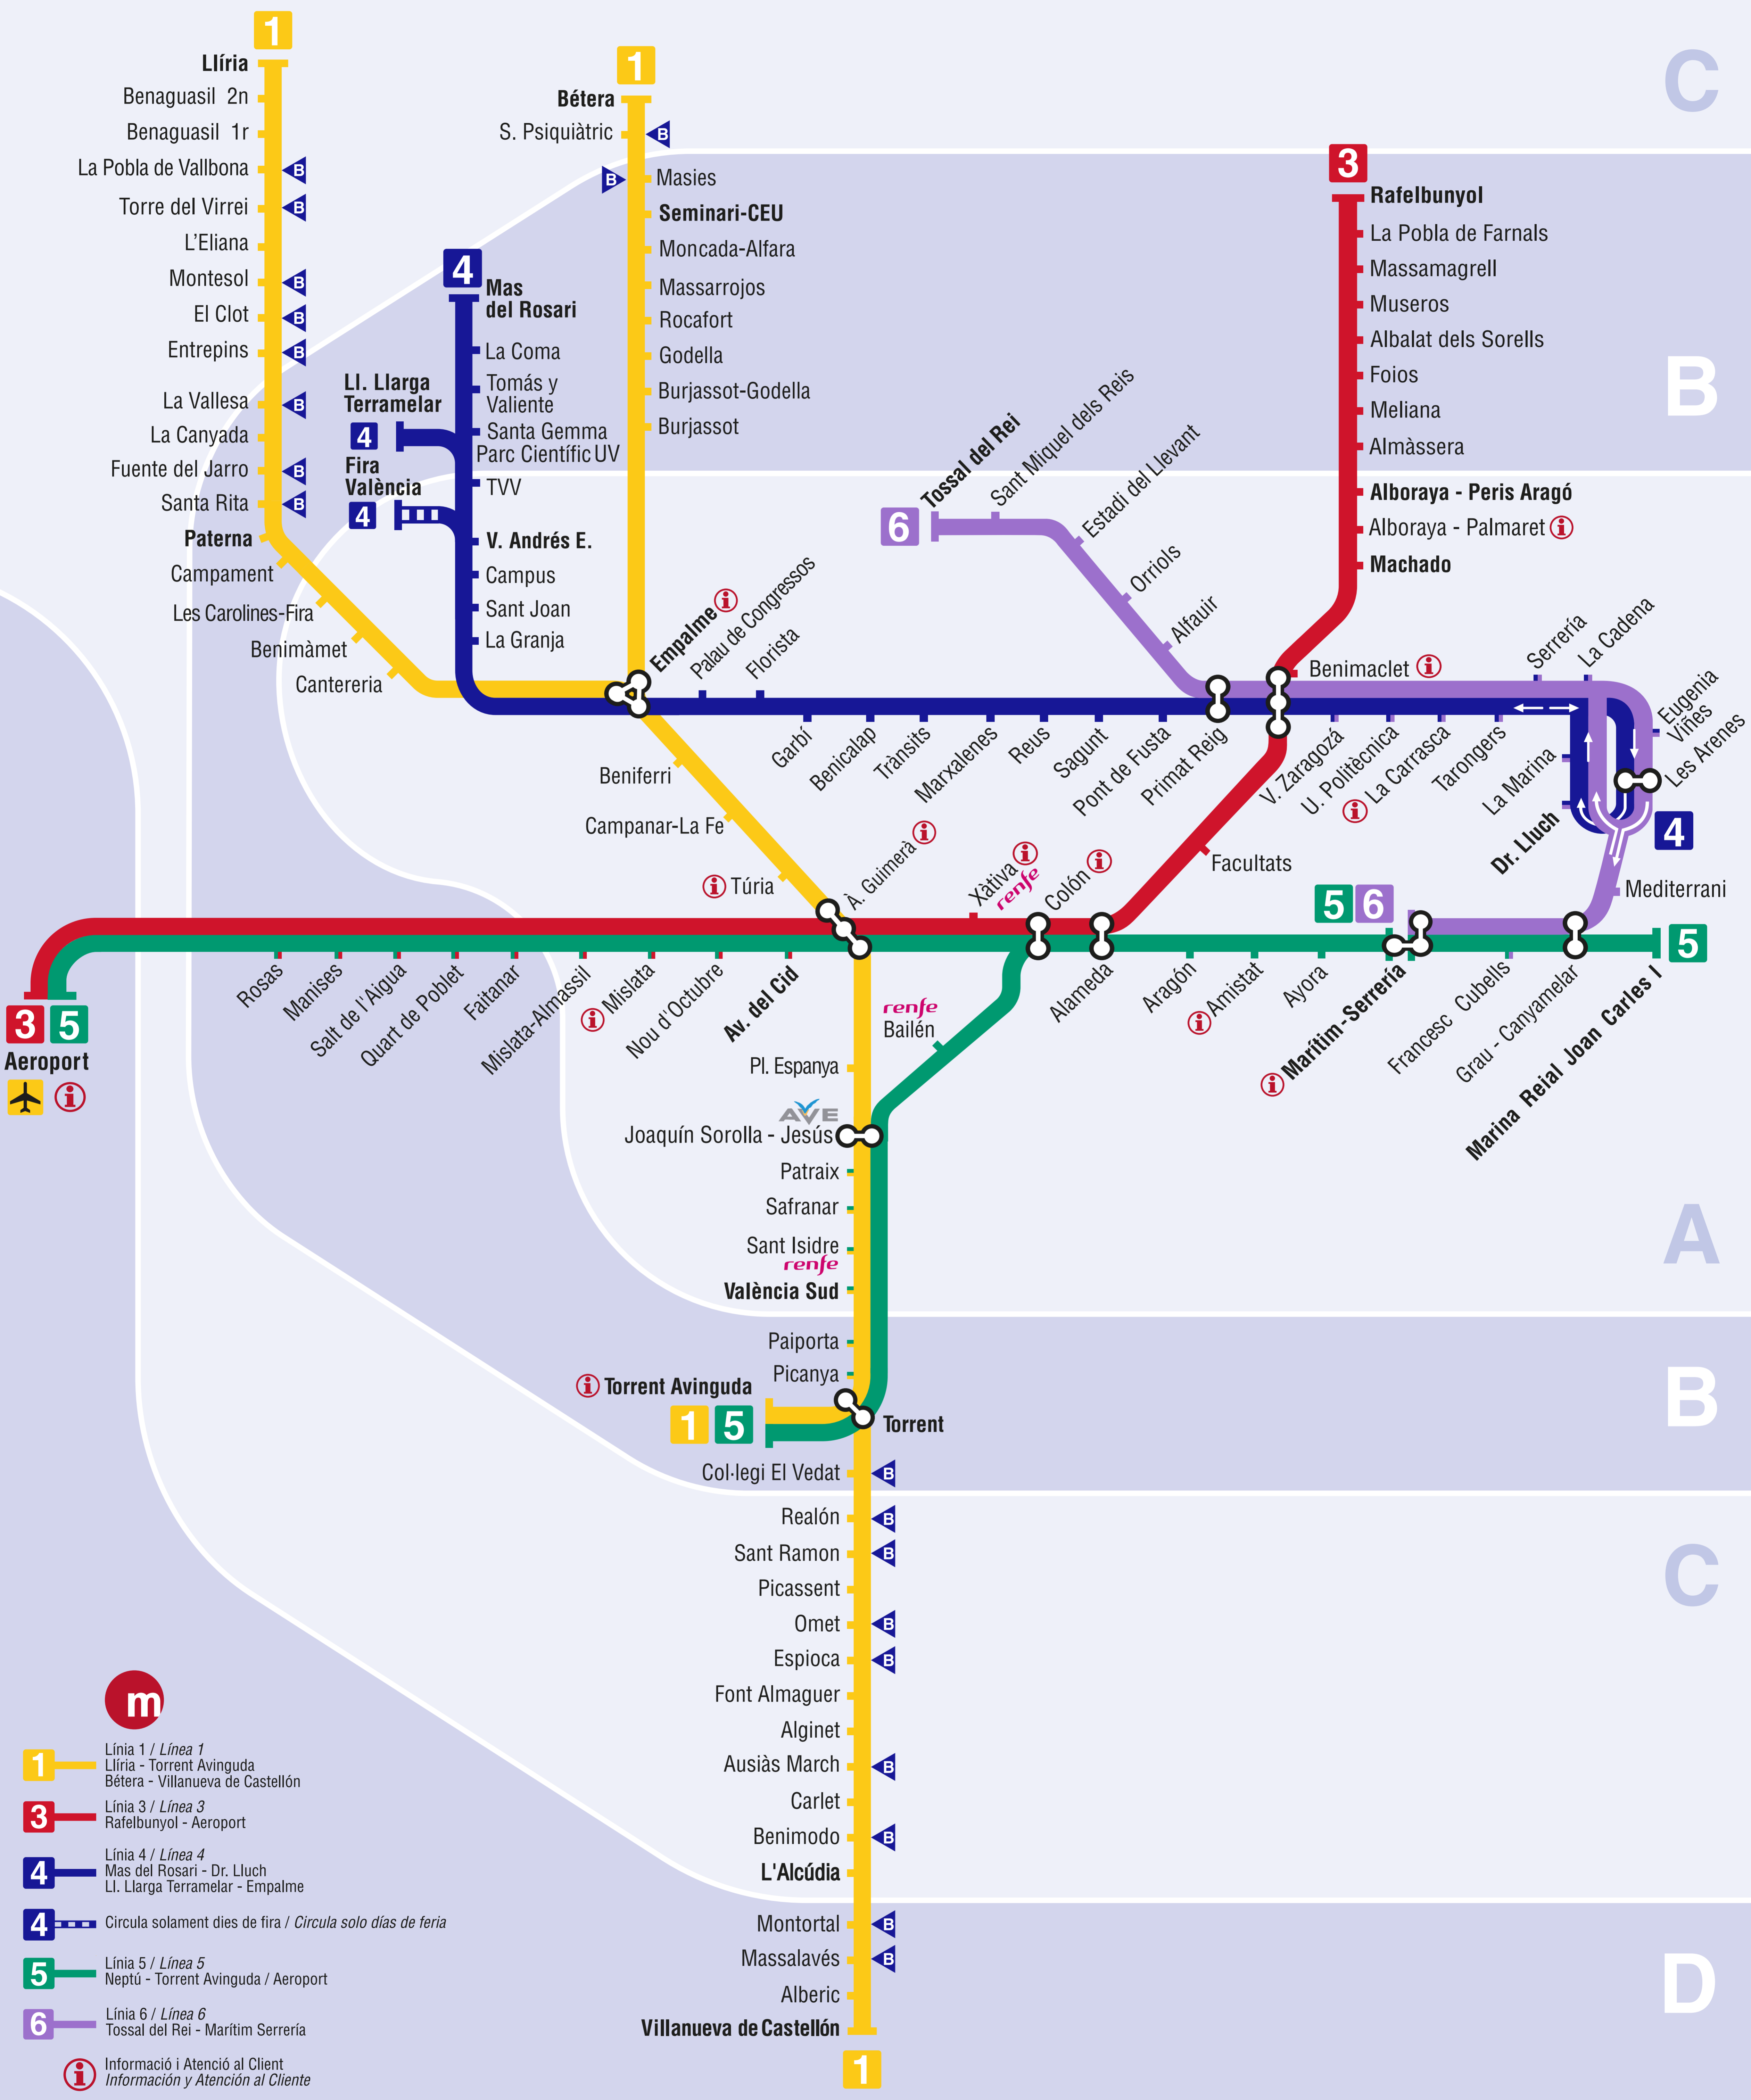 1
Llíria
Benaguasil 2n
Benaguasil 1r
La Pobla de Vallbona
B
Torre del Virrei
B
L'Eliana
Montesol
B
El Clot
B
Entrepins
B
La Vallesa
B
La Canyada
Fuente del Jarro
B
Santa Rita
B
Paterna
Campament
Les Carolines-Fira
Benimàmet
Cantereria
1
Bétera
S. Psiquiàtric
B
B
Masies
Seminari-CEU
Moncada-Alfara
Massarrojos
Rocafort
Godella
Burjassot-Godella
Burjassot
4
Mas
del Rosari
La Coma
Tomás y
Valiente
Santa Gemma
Parc Científic UV
TVV
V. Andrés E.
Campus
Sant Joan
La Granja
Ll. Llarga
Terramelar
4
Fira
València
4
Empalme
Palau de Congressos
Florista
Garbí
Benicalap
Trànsits
Marxalenes
Reus
Sagunt
Pont de Fusta
Primat Reig
V. Zaragozá
U. Politècnica
La Carrasca
Tarongers
Serrería
La Cadena
Eugenia
Viñes
Les Arenes
La Marina
Dr. Lluch
4
Mediterrani
6
Tossal del Rei
Sant Miquel dels Reis
Estadi del Llevant
Orriols
Alfauir
3
Rafelbunyol
La Pobla de Farnals
Massamagrell
Museros
Albalat dels Sorells
Foios
Meliana
Almàssera
Alboraya - Peris Aragó
Alboraya - Palmaret
Machado
Benimaclet
Facultats
C
B
A
B
C
D
Beniferri
Campanar-La Fe
Túria
À. Guimerà
Xàtiva
renfe
Colón
5 6
5
3 5
Aeroport
Rosas
Manises
Salt de l'Aigua
Quart de Poblet
Faitanar
Mislata-Almassil
Mislata
Nou d'Octubre
Av. del Cid
renfe
Bailén
Alameda
Aragón
Amistat
Ayora
Marítim-Serrería
Francesc Cubells
Grau - Canyamelar
Marina Reial Joan Carles I
Pl. Espanya
AVE
Joaquín Sorolla - Jesús
Patraix
Safranar
Sant Isidre
renfe
València Sud
Paiporta
Picanya
Torrent Avinguda
1 5
Torrent
Col·legi El Vedat
B
Realón
B
Sant Ramon
B
Picassent
Omet
B
Espioca
B
Font Almaguer
Alginet
Ausiàs March
B
Carlet
Benimodo
B
L'Alcúdia
Montortal
B
Massalavés
B
Alberic
Villanueva de Castellón
1
m
1
Línia 1 / Línea 1
Llíria - Torrent Avinguda
Bétera - Villanueva de Castellón
3
Línia 3 / Línea 3
Rafelbunyol - Aeroport
4
Línia 4 / Línea 4
Mas del Rosari - Dr. Lluch
Ll. Llarga Terramelar - Empalme
4
Circula solament dies de fira / Circula solo días de feria
5
Línia 5 / Línea 5
Neptú - Torrent Avinguda / Aeroport
6
Línia 6 / Línea 6
Tossal del Rei - Marítim Serrería
i
Informació i Atenció al Client
Información y Atención al Cliente